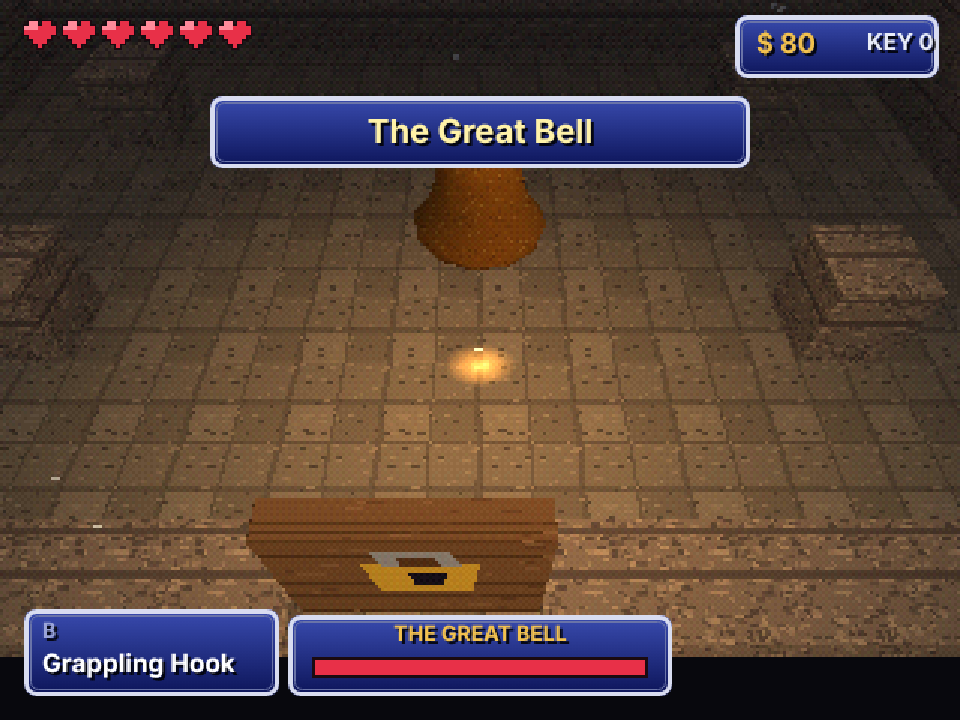 $ 80
KEY 0
The Great Bell
B
Grappling Hook
THE GREAT BELL